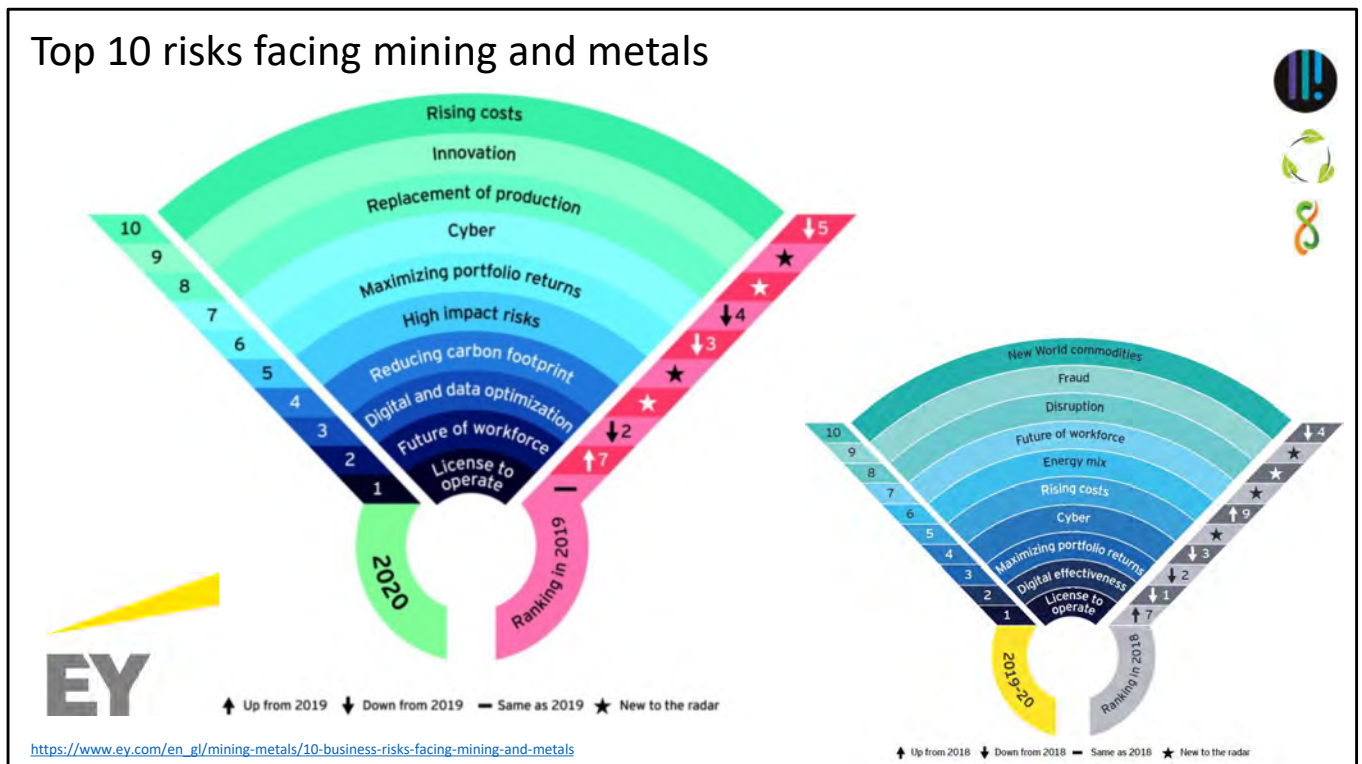 Top 10 risks facing mining and metals
Rising costs
Innovation
Replacement of production
Cyber
Maximizing portfolio returns
High impact risks
Reducing carbon footprint
Digital and data optimization
Future of workforce
License to
operate
10
9
8
7
6
5
4
3
2
1
↓5
★
★
↓4
↓3
★
★
↓2
↑7
—
2020
Ranking in 2019
↑ Up from 2019 ↓ Down from 2019 — Same as 2019 ★ New to the radar
New World commodities
Fraud
Disruption
Future of workforce
Energy mix
Rising costs
Cyber
Maximizing portfolio returns
Digital effectiveness
License to
operate
10
9
8
7
6
5
4
3
2
1
↓4
★
★
★
↑9
★
↓3
↓2
↓1
↑7
2019-20
Ranking in 2018
↑ Up from 2018 ↓ Down from 2018 — Same as 2018 ★ New to the radar
EY
https://www.ey.com/en_gl/mining-metals/10-business-risks-facing-mining-and-metals